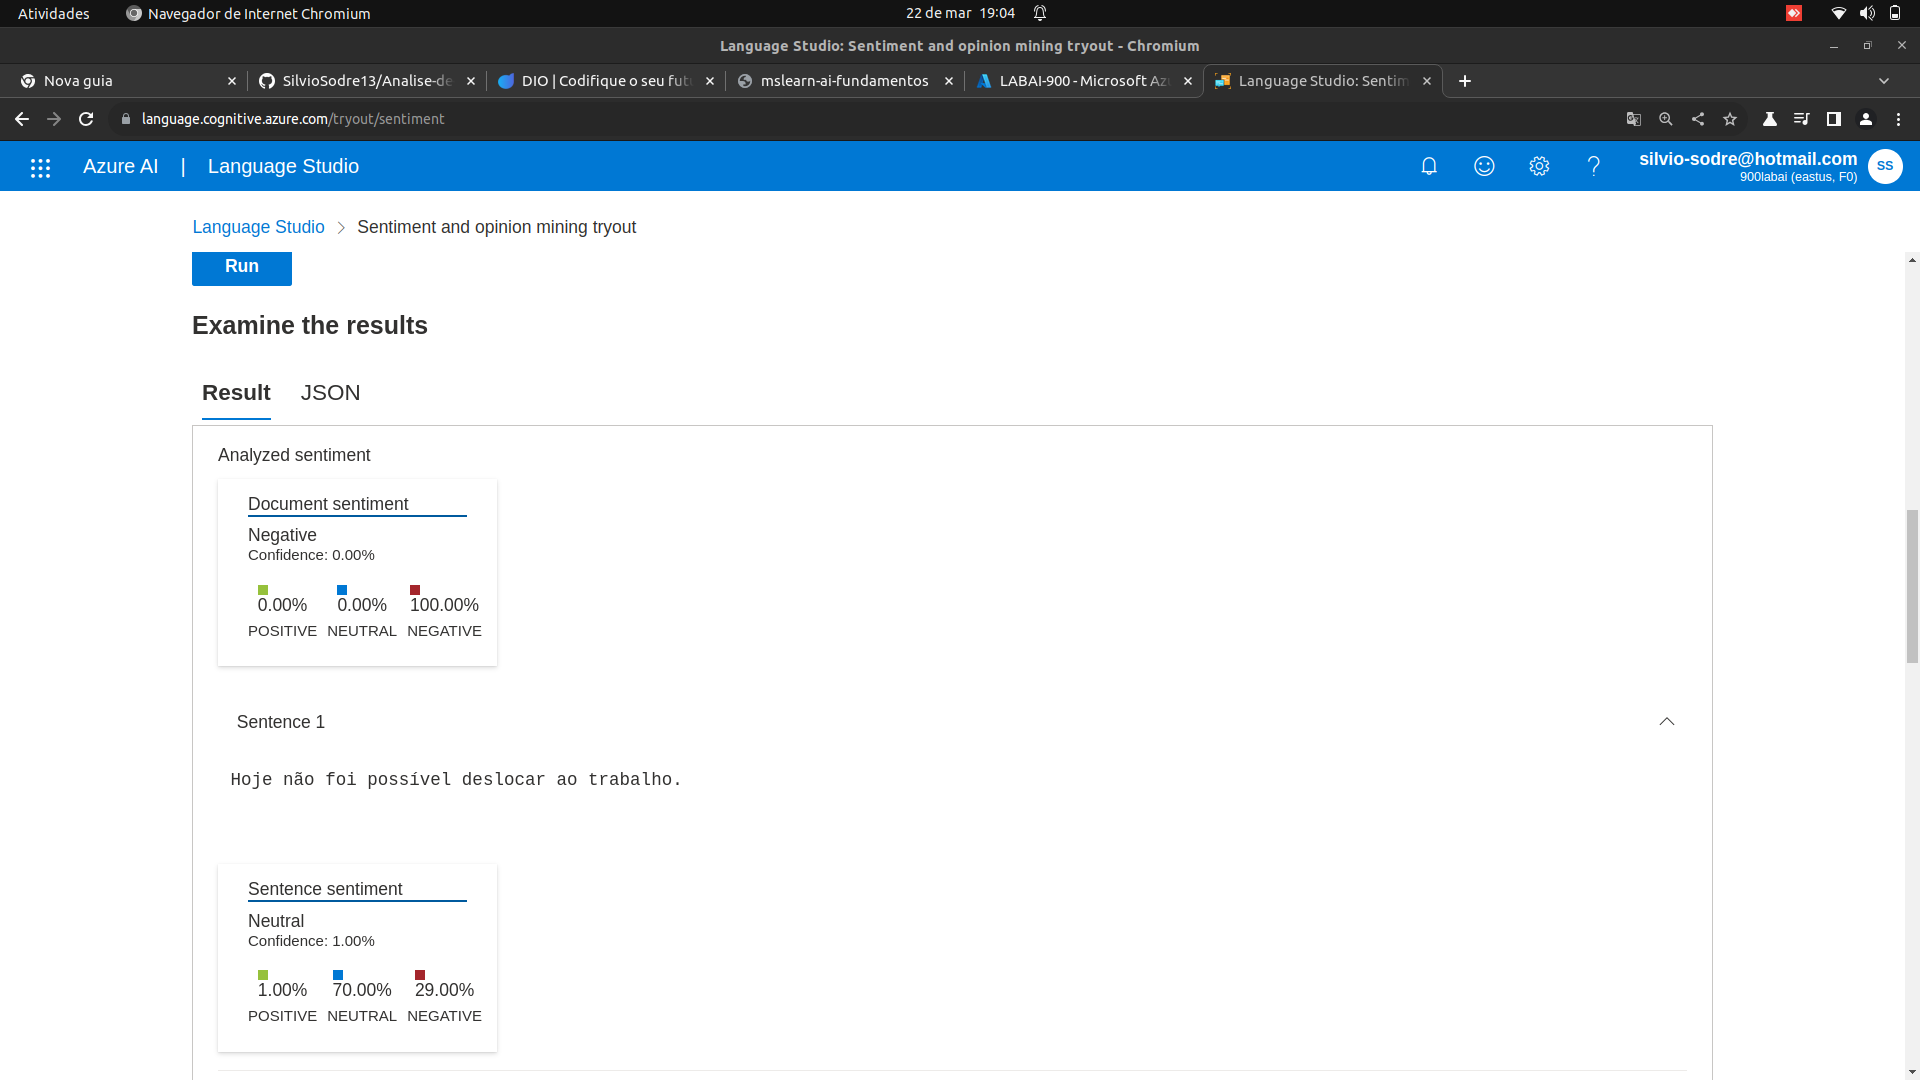 Atividades
Navegador de Internet Chromium
22 de mar 19:04
Language Studio: Sentiment and opinion mining tryout - Chromium
Nova guia
SilvioSodre13/Analise-de
DIO | Codifique o seu futu
mslearn-ai-fundamentos
LABAI-900 - Microsoft Azu
Language Studio: Sentim
language.cognitive.azure.com/tryout/sentiment
Azure AI | Language Studio
silvio-sodre@hotmail.com
900labai (eastus, F0)
SS
Language Studio > Sentiment and opinion mining tryout
Run
Examine the results
Result JSON
Analyzed sentiment
Document sentiment
Negative
Confidence: 0.00%
0.00% 0.00% 100.00%
POSITIVE NEUTRAL NEGATIVE
Sentence 1
Hoje não foi possível deslocar ao trabalho.
Sentence sentiment
Neutral
Confidence: 1.00%
1.00% 70.00% 29.00%
POSITIVE NEUTRAL NEGATIVE